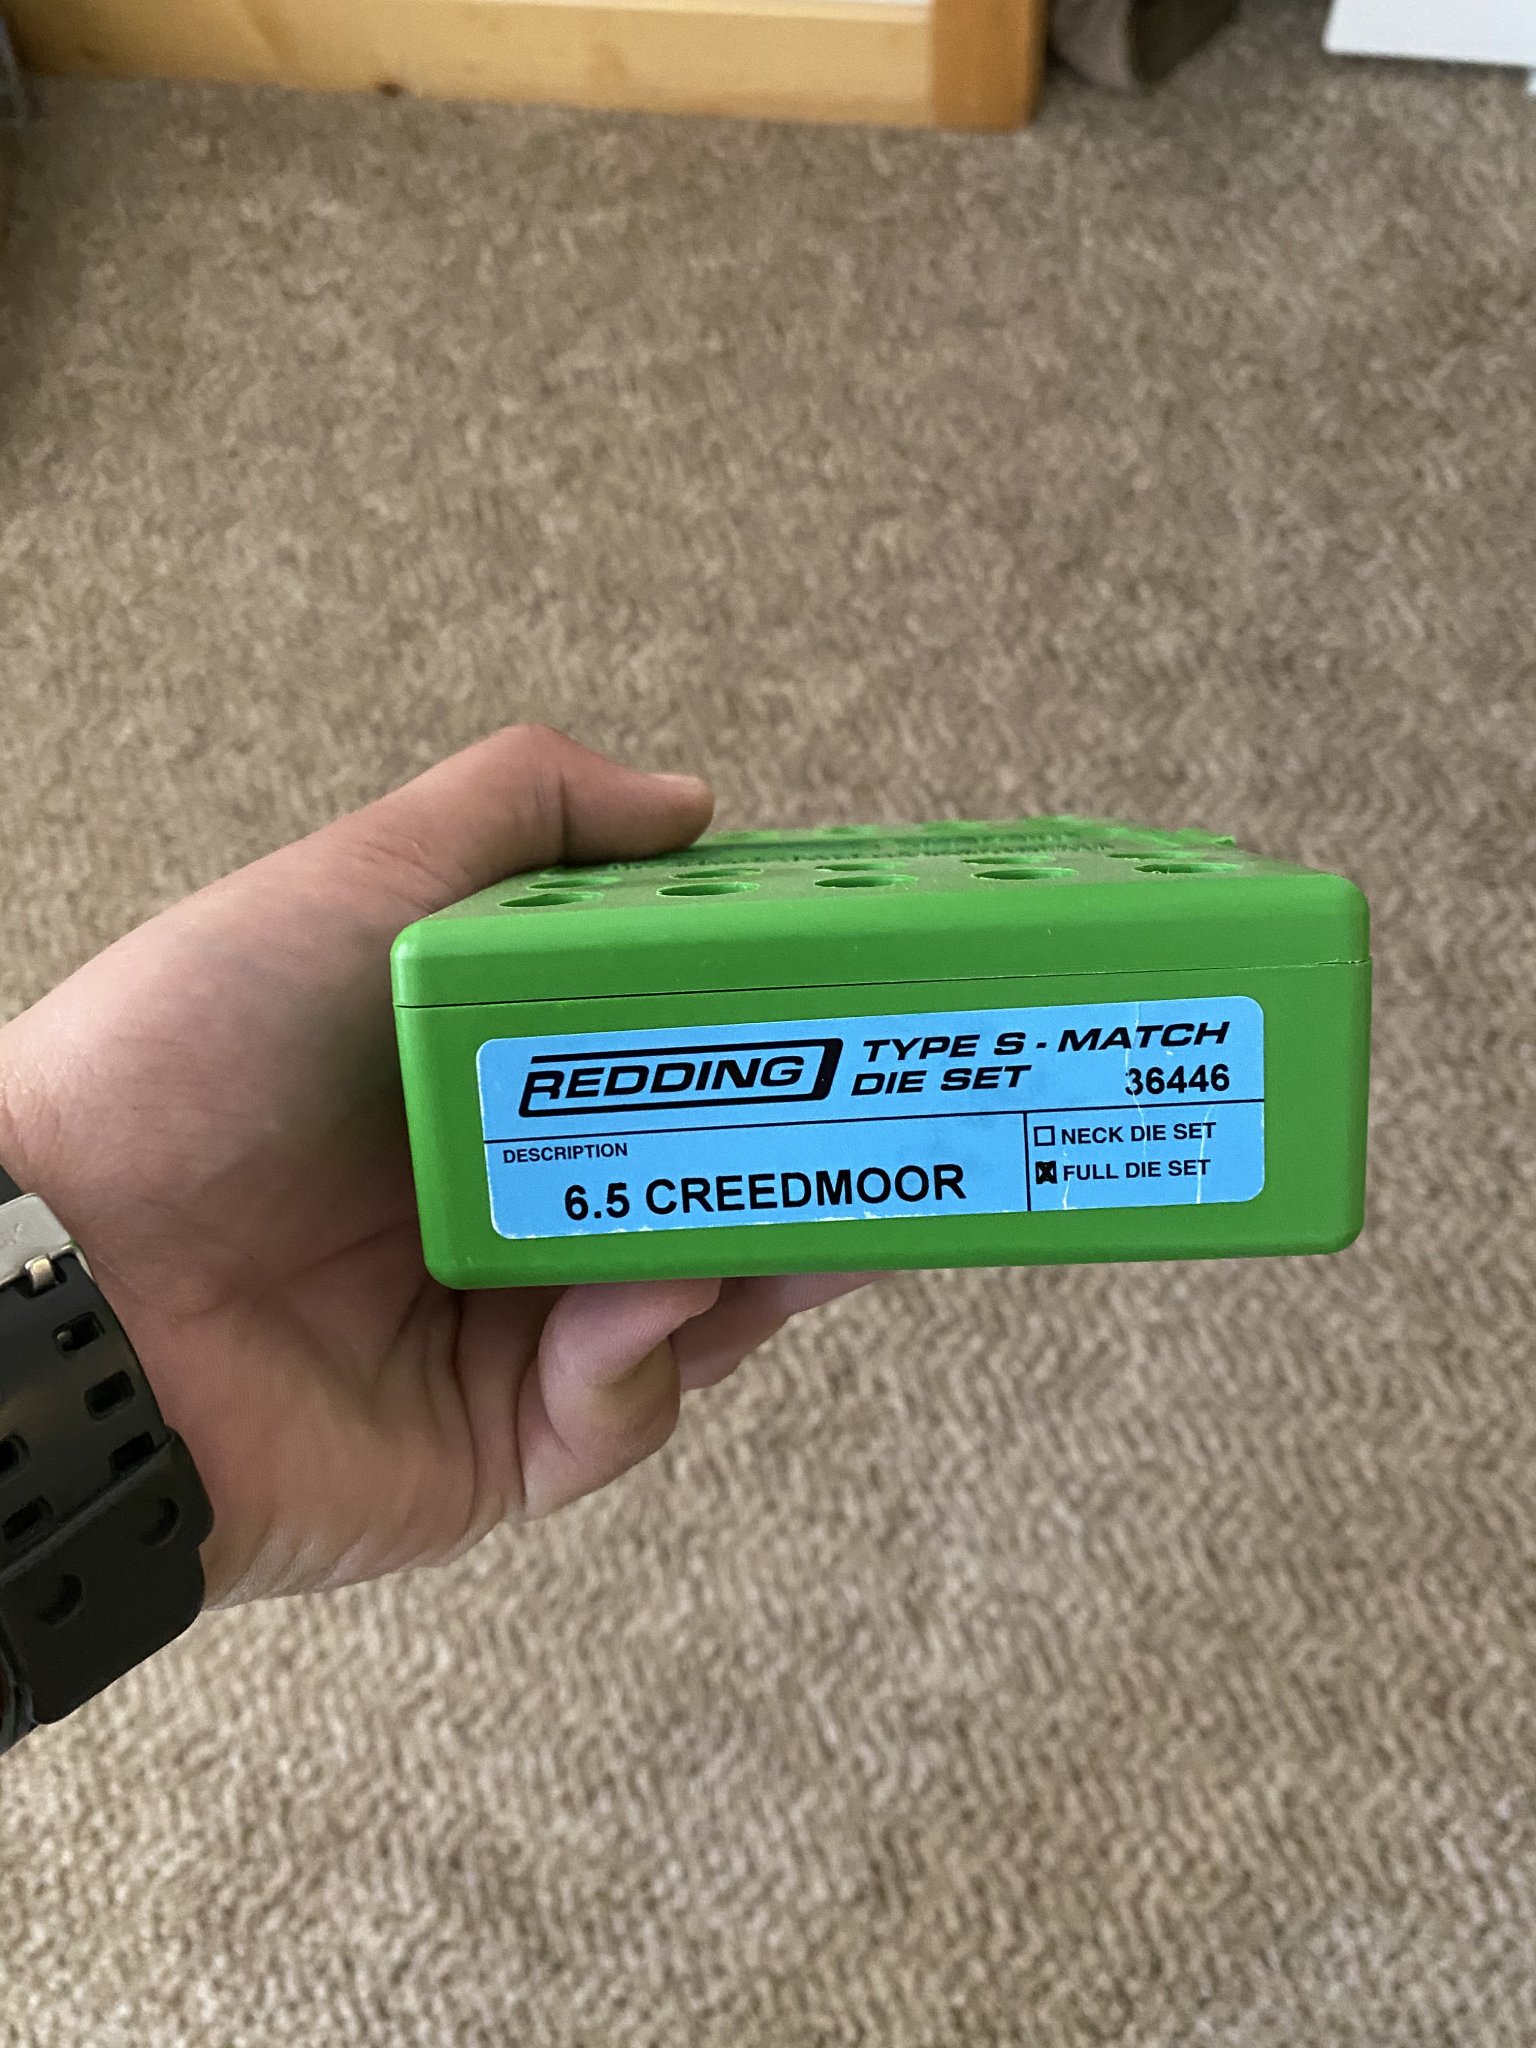 REDDING
TYPE S - MATCH
DIE SET 36446
DESCRIPTION
6.5 CREEDMOOR
NECK DIE SET
FULL DIE SET